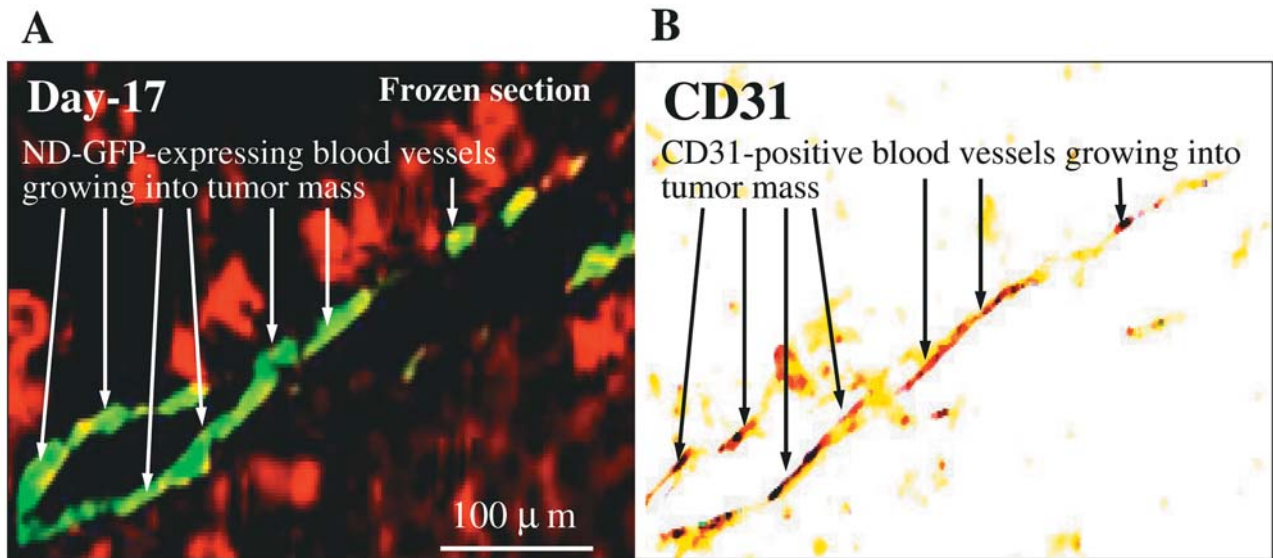 A
Day-17
Frozen section
ND-GFP-expressing blood vessels
growing into tumor mass
100 μ m
B
CD31
CD31-positive blood vessels growing into
tumor mass